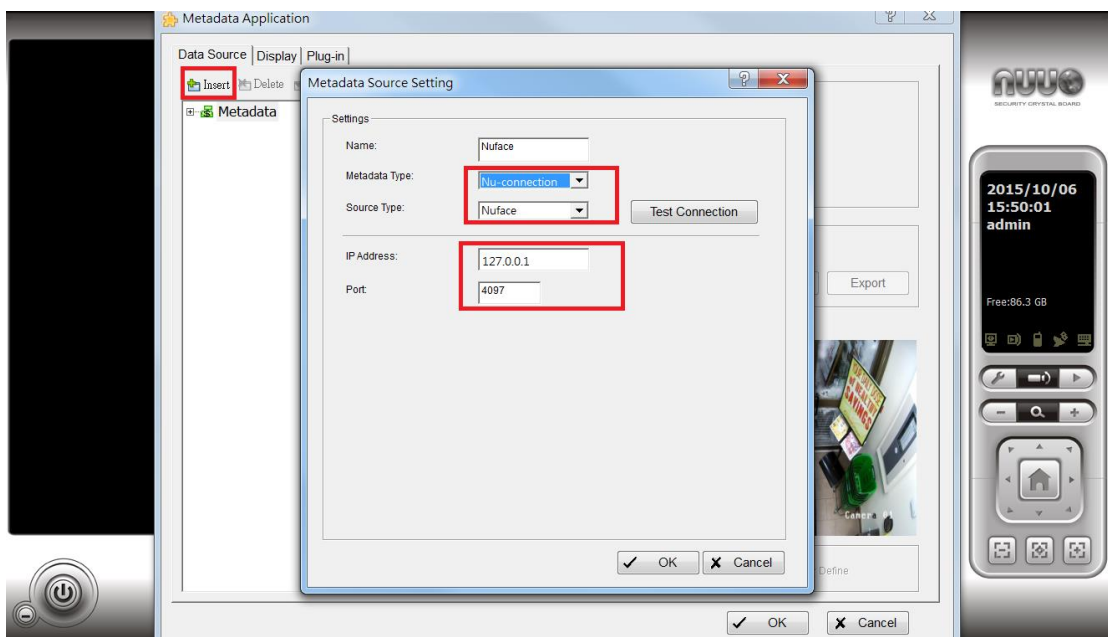 Metadata Application
Data Source Display Plug-in
Insert Delete
Metadata
Metadata Source Setting
Settings
Name: Nuface
Metadata Type: Nu-connection
Source Type: Nuface Test Connection
IP Address: 127.0.0.1
Port: 4097
OK Cancel
Export
Camera
Define
OK Cancel
nuuo
SECURITY CRYSTAL BOARD
2015/10/06
15:50:01
admin
Free:86.3 GB